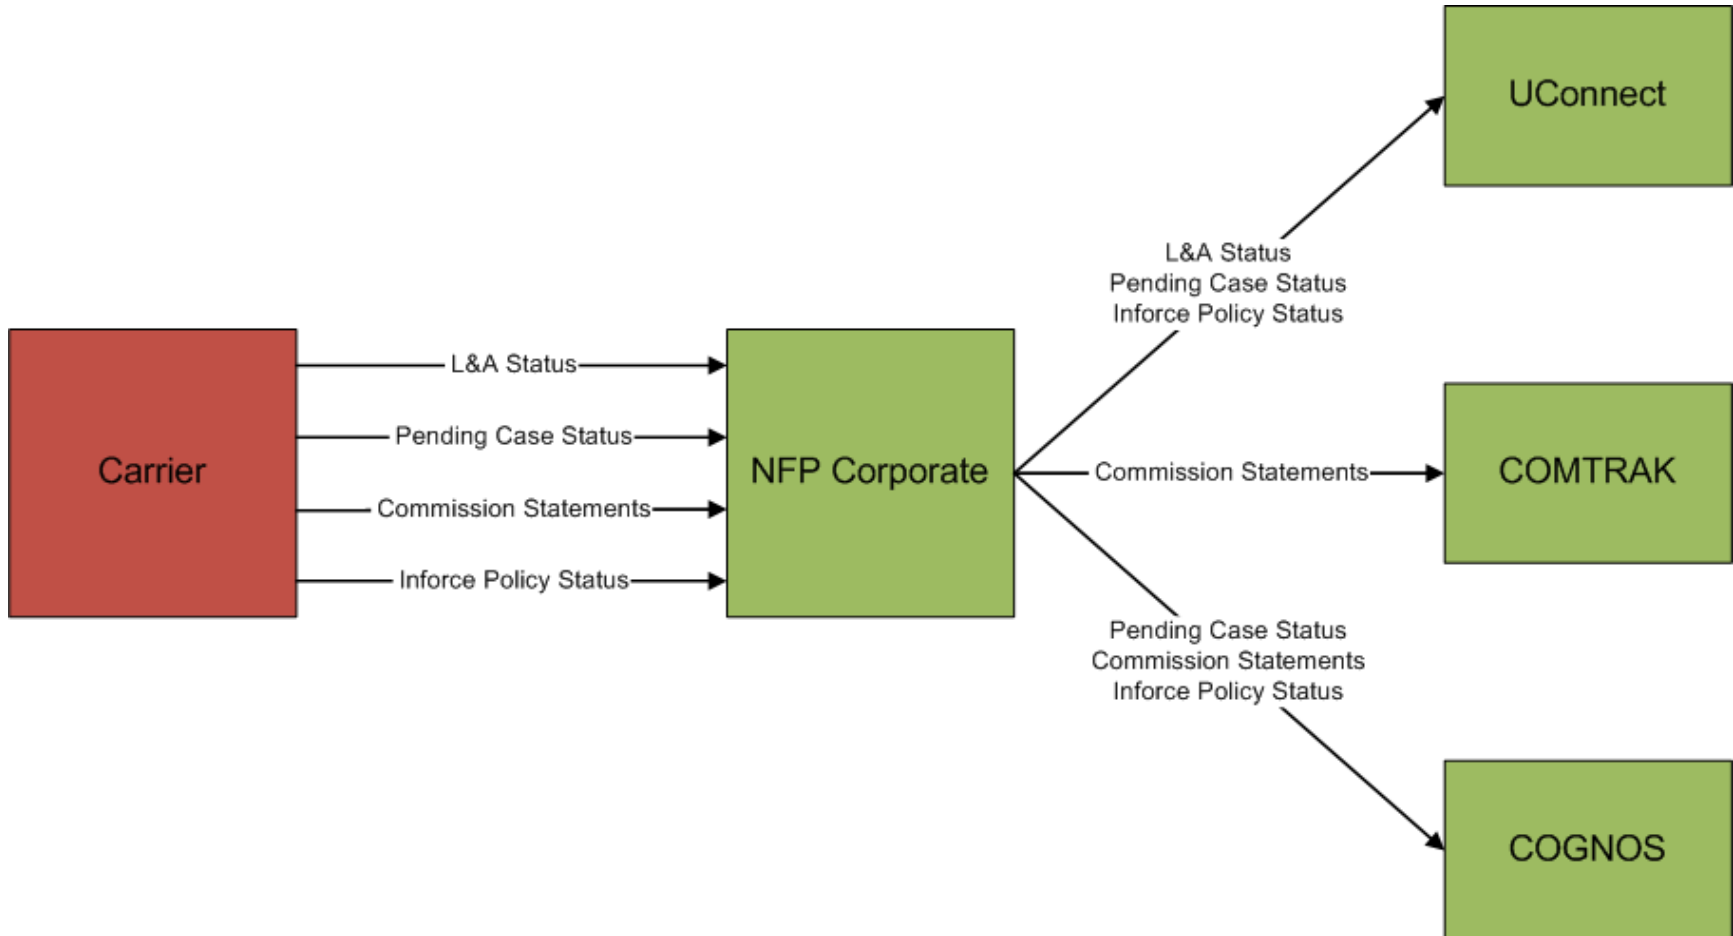 UConnect
L&A Status
Pending Case Status
Inforce Policy Status
Carrier
L&A Status
Pending Case Status
Commission Statements
Inforce Policy Status
NFP Corporate
Commission Statements
COMTRAK
Pending Case Status
Commission Statements
Inforce Policy Status
COGNOS